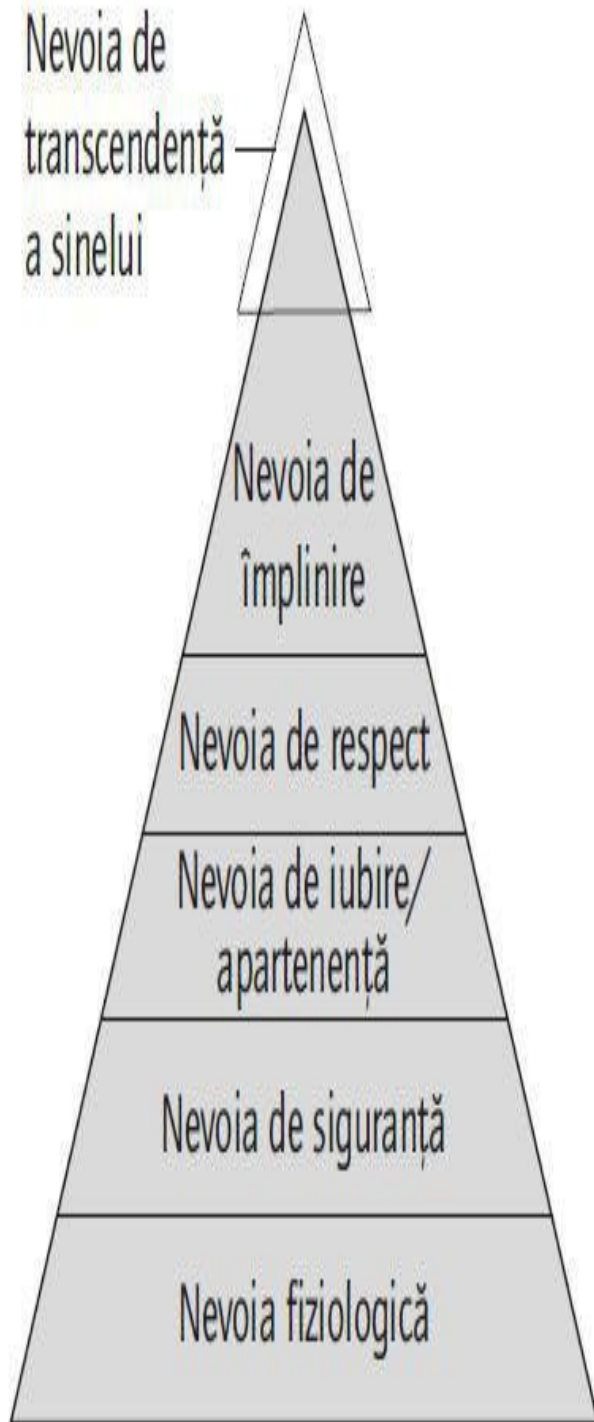 Nevoia de
transcendență
a sinelui
Nevoia de
împlinire
Nevoia de respect
Nevoia de iubire/
apartenență
Nevoia de siguranță
Nevoia fiziologică